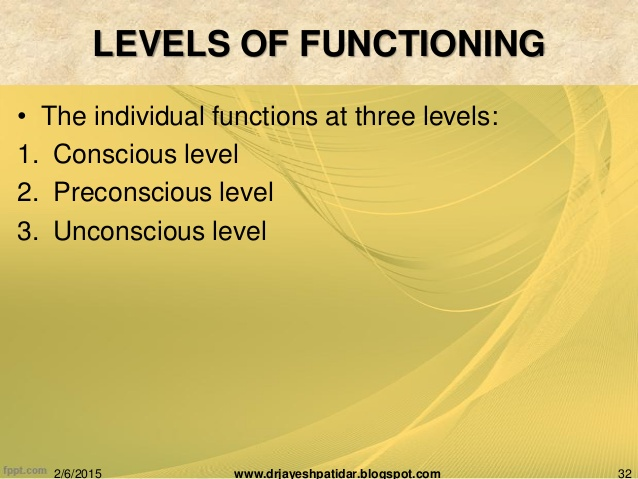 LEVELS OF FUNCTIONING
• The individual functions at three levels:
1. Conscious level
2. Preconscious level
3. Unconscious level
fppt.com 2/6/2015 www.drjayeshpatidar.blogspot.com 32